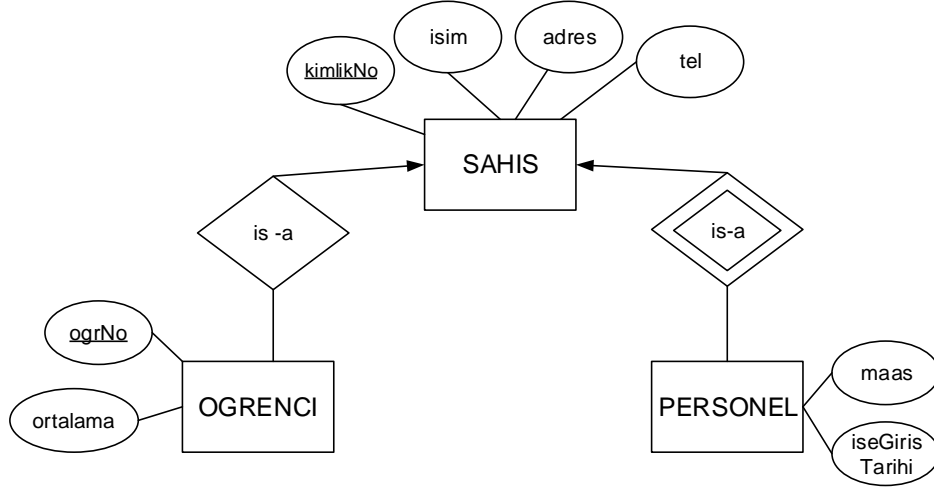 isim
adres
kimlikNo
tel
SAHIS
is -a
is-a
ogrNo
maas
OGRENCI
PERSONEL
ortalama
iseGiris
Tarihi